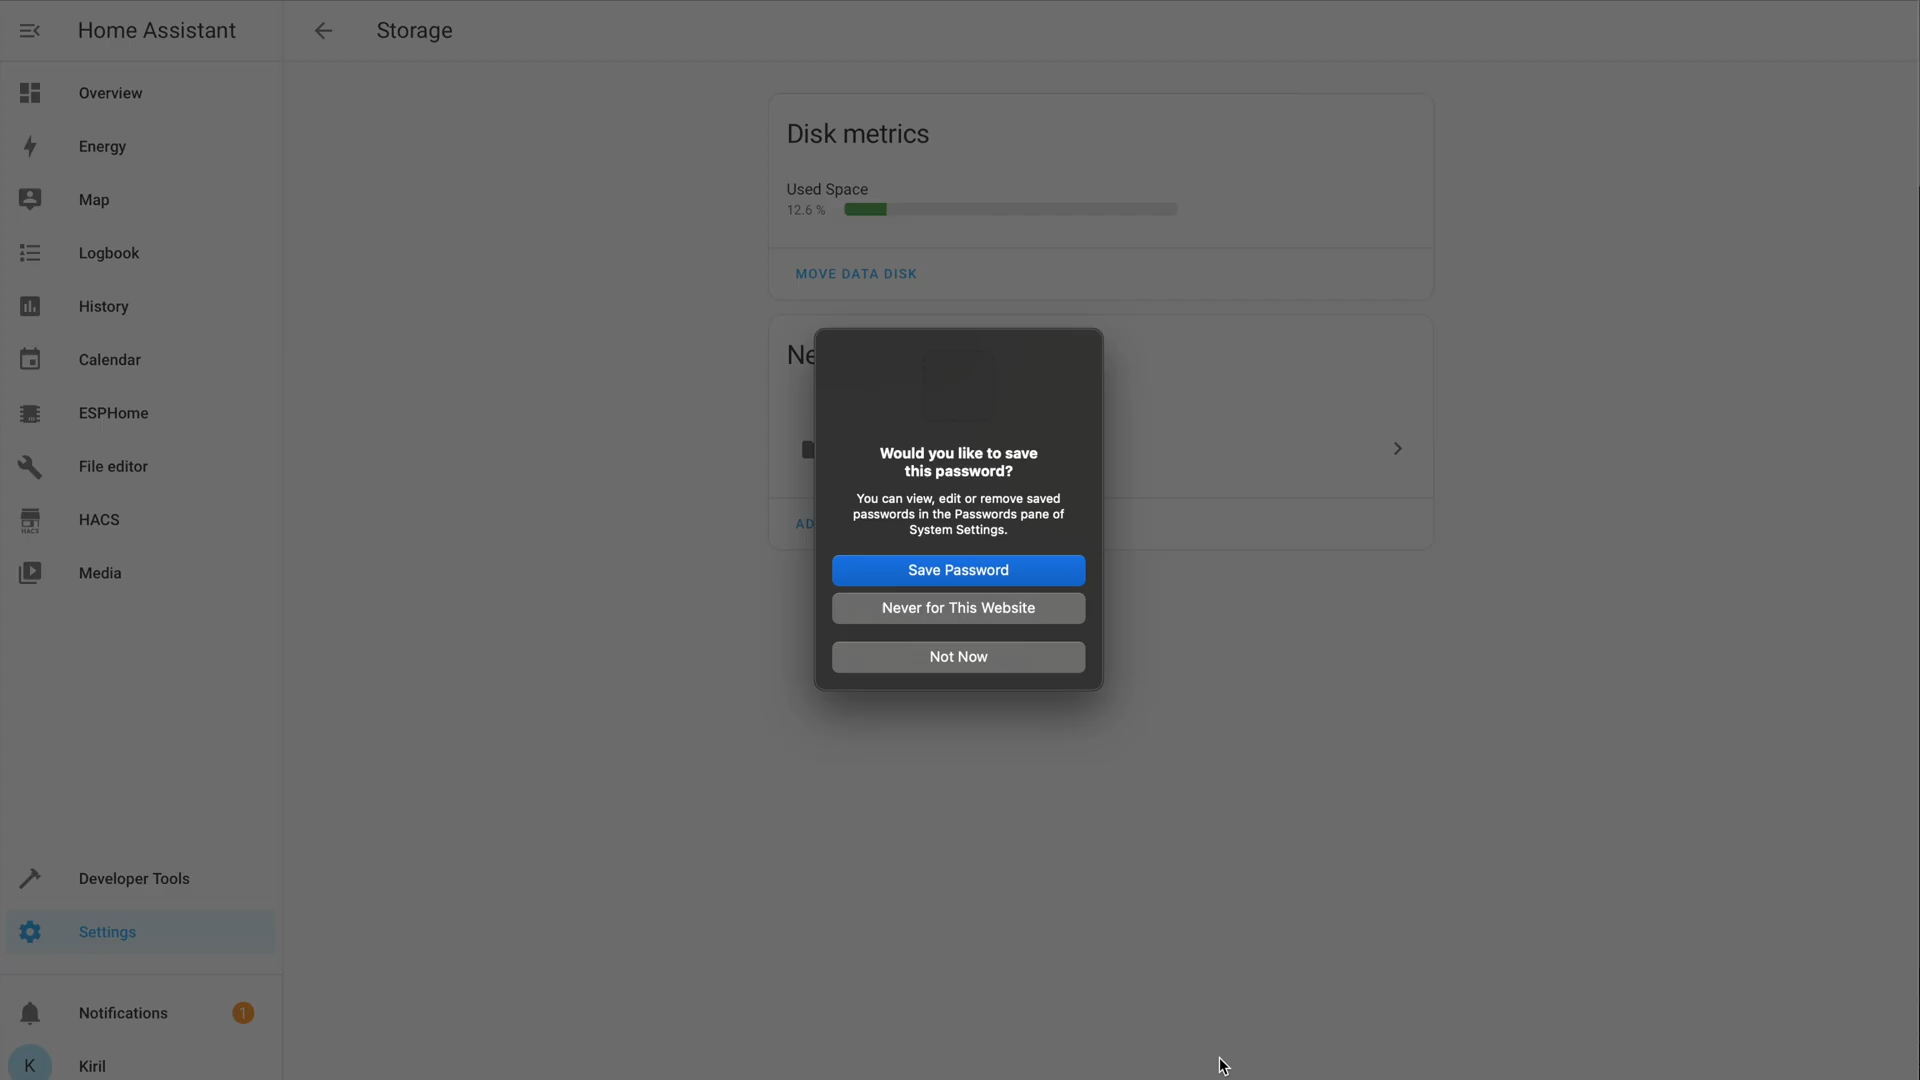 Home Assistant
Storage
Overview
Energy
Map
Logbook
History
Calendar
ESPHome
File editor
HACS
HACS
Media
Developer Tools
Settings
Notifications
1
K
Kiril
Disk metrics
Used Space
12.6 %
MOVE DATA DISK
Ne
AD
Would you like to save
this password?
You can view, edit or remove saved
passwords in the Passwords pane of
System Settings.
Save Password
Never for This Website
Not Now